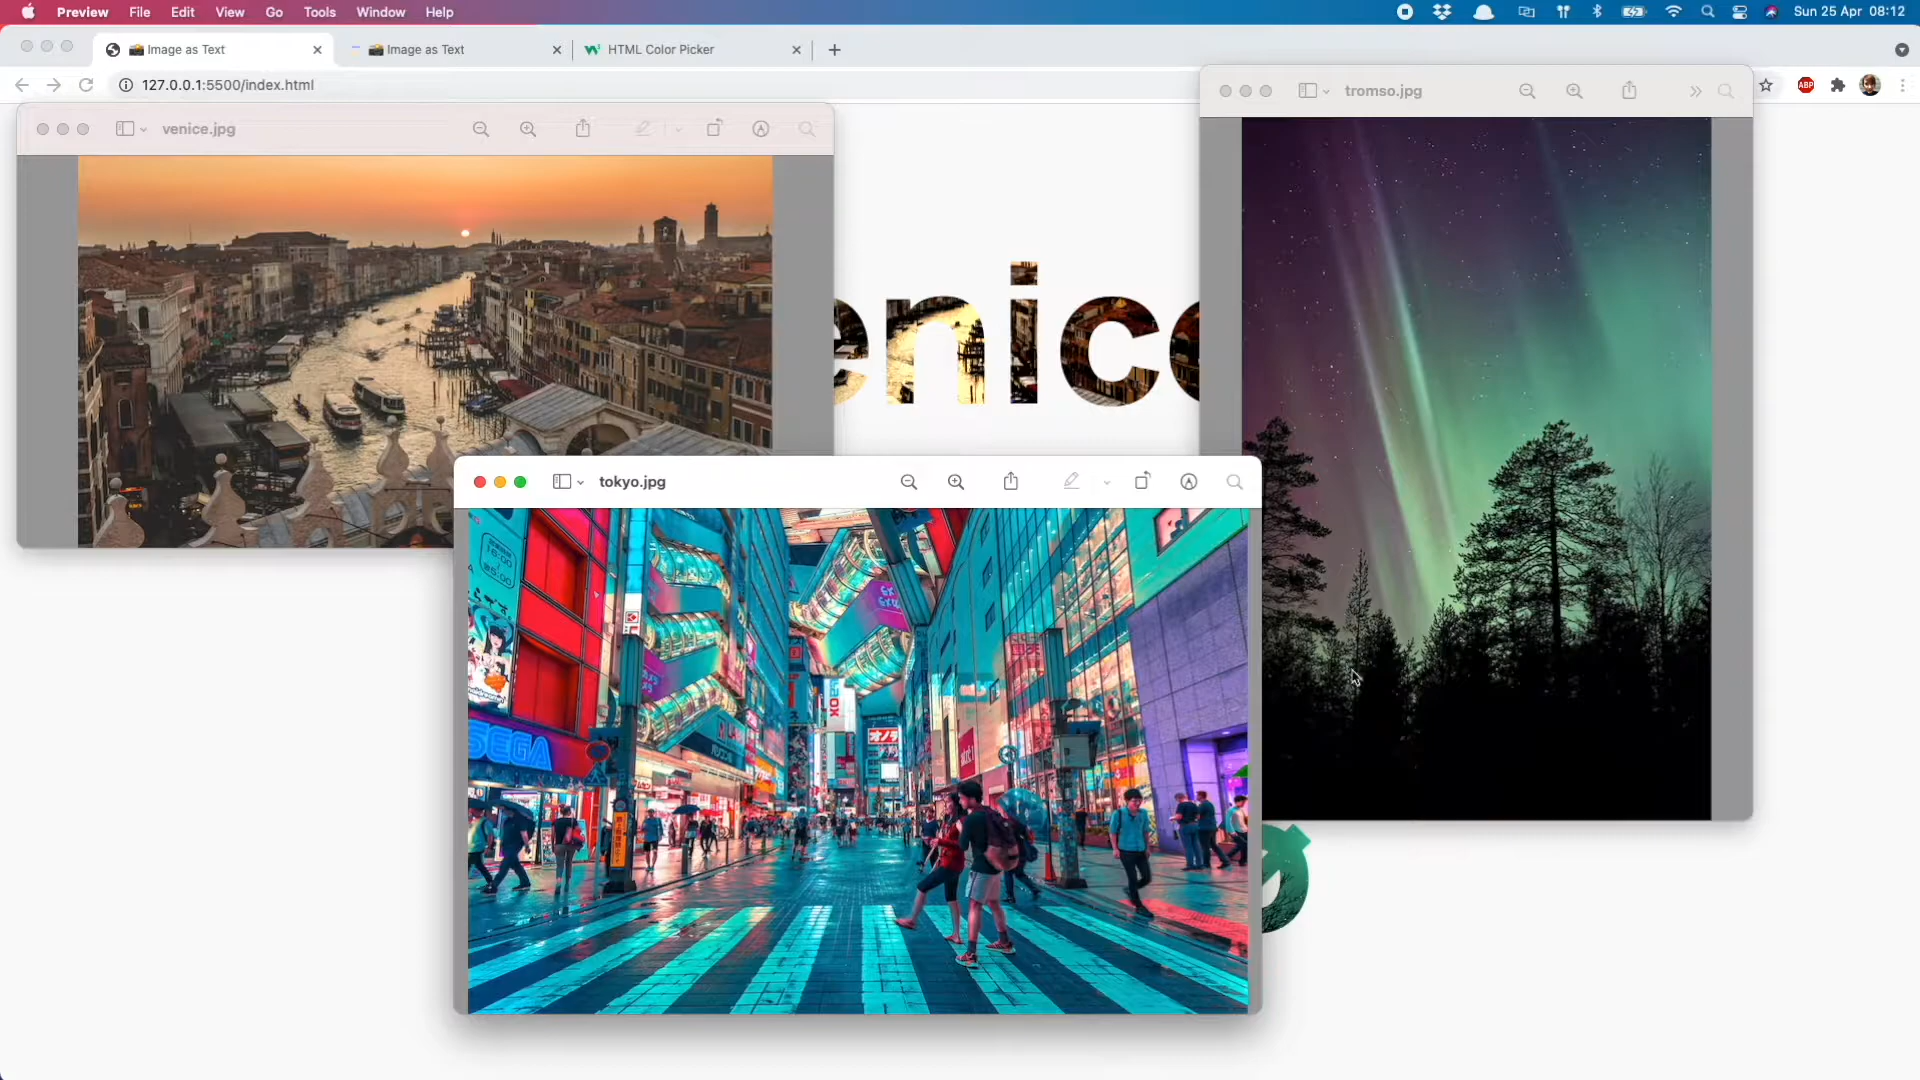 Preview File Edit View Go Tools Window Help
Sun 25 Apr 08:12
Image as Text
Image as Text
HTML Color Picker
127.0.0.1:5500/index.html
ABP
tromso.jpg
venice.jpg
enice
tokyo.jpg
SEGA